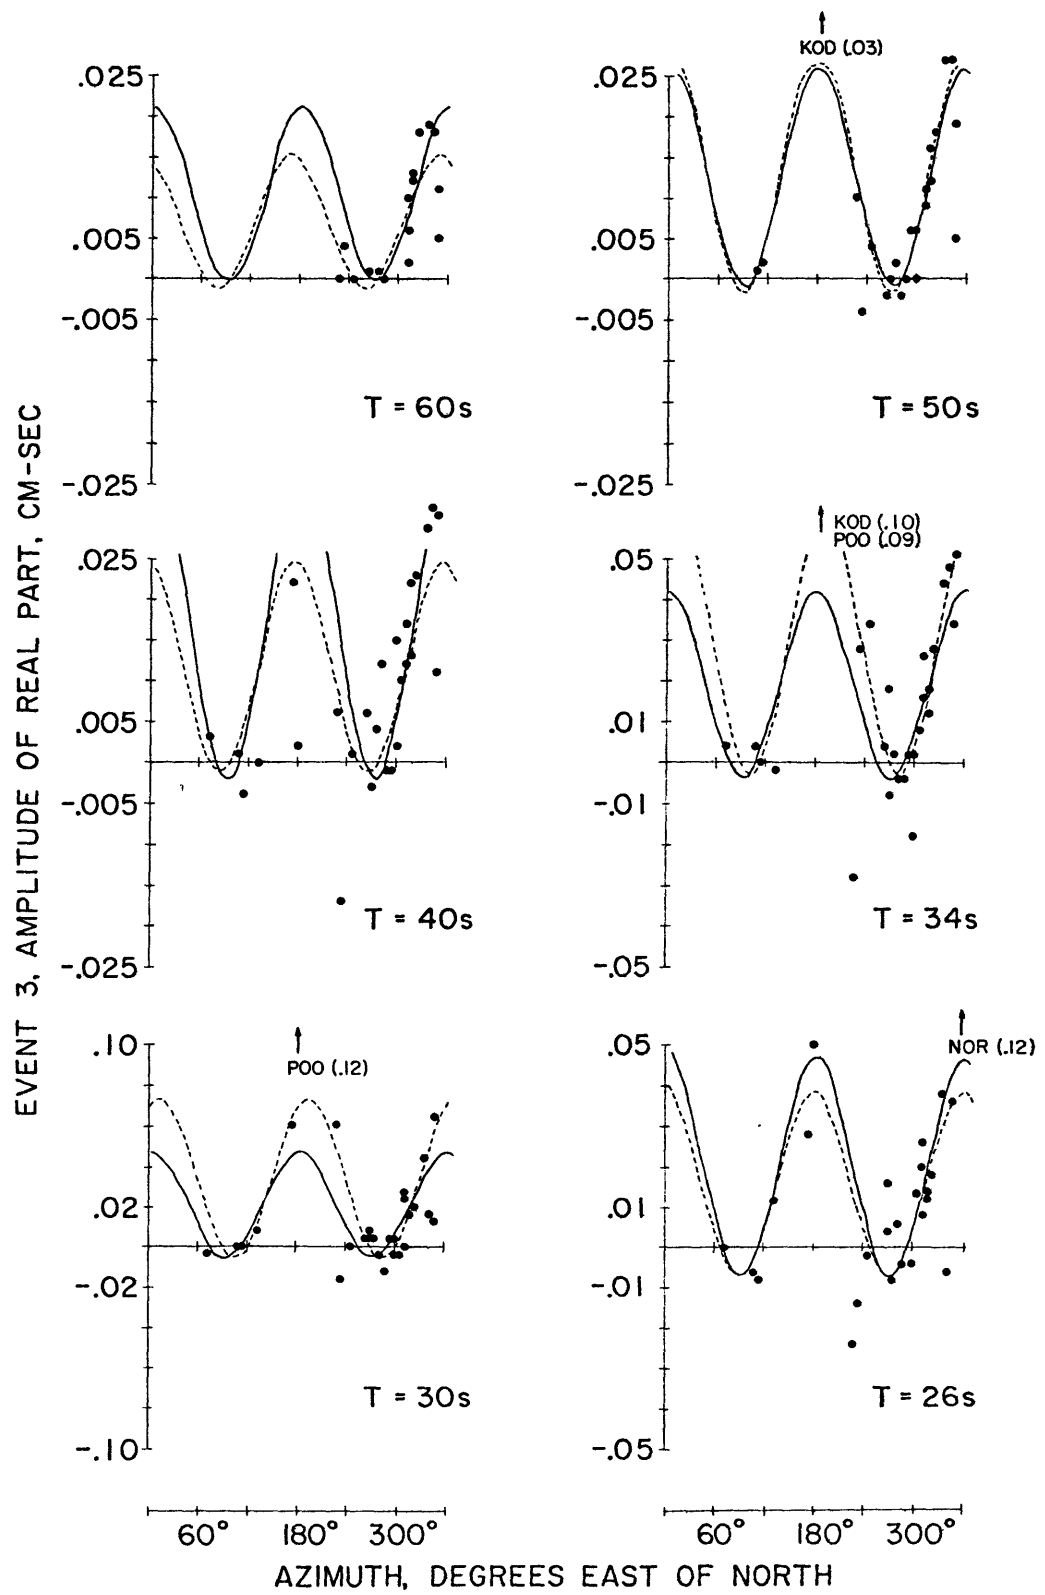 KOD (.03)
.025
.005
-.005
-.025
T = 60s
.025
.005
-.005
-.025
T = 50s
EVENT 3, AMPLITUDE OF REAL PART, CM-SEC
.025
.005
-.005
-.025
T = 40s
KOD (.10)
POO (.09)
.05
.01
-.01
-.05
T = 34s
.10
.02
-.02
-.10
POO (.12)
T = 30s
.05
.01
-.01
-.05
NOR (.12)
T = 26s
60° 180° 300°
60° 180° 300°
AZIMUTH, DEGREES EAST OF NORTH